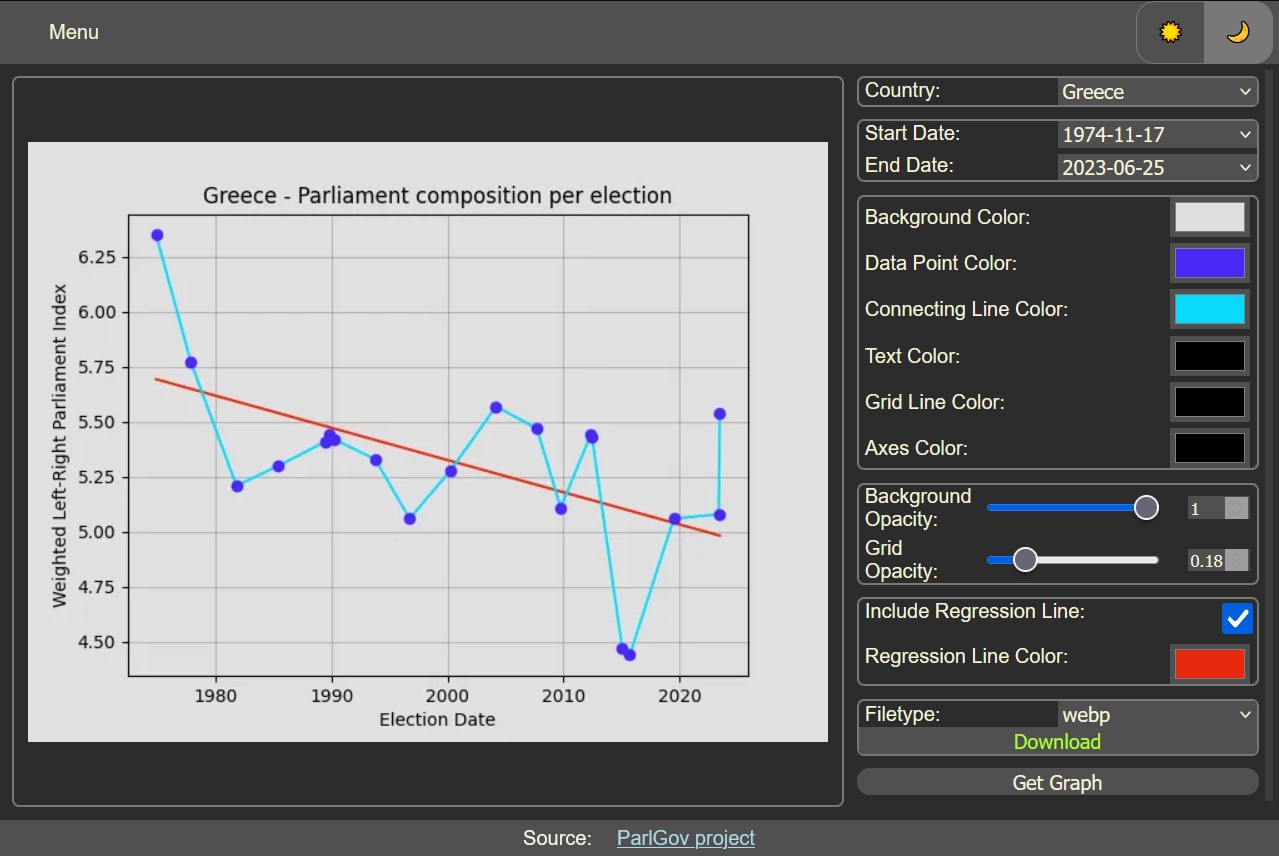 Menu
Country: Greece
Start Date: 1974-11-17
End Date: 2023-06-25
Greece - Parliament composition per election
Weighted Left-Right Parliament Index
6.25
6.00
5.75
5.50
5.25
5.00
4.75
4.50
1980 1990 2000 2010 2020
Election Date
Background Color:
Data Point Color:
Connecting Line Color:
Text Color:
Grid Line Color:
Axes Color:
Background
Opacity: 1
Grid
Opacity: 0.18
Include Regression Line:
Regression Line Color:
Filetype: webp
Download
Get Graph
Source: ParlGov project